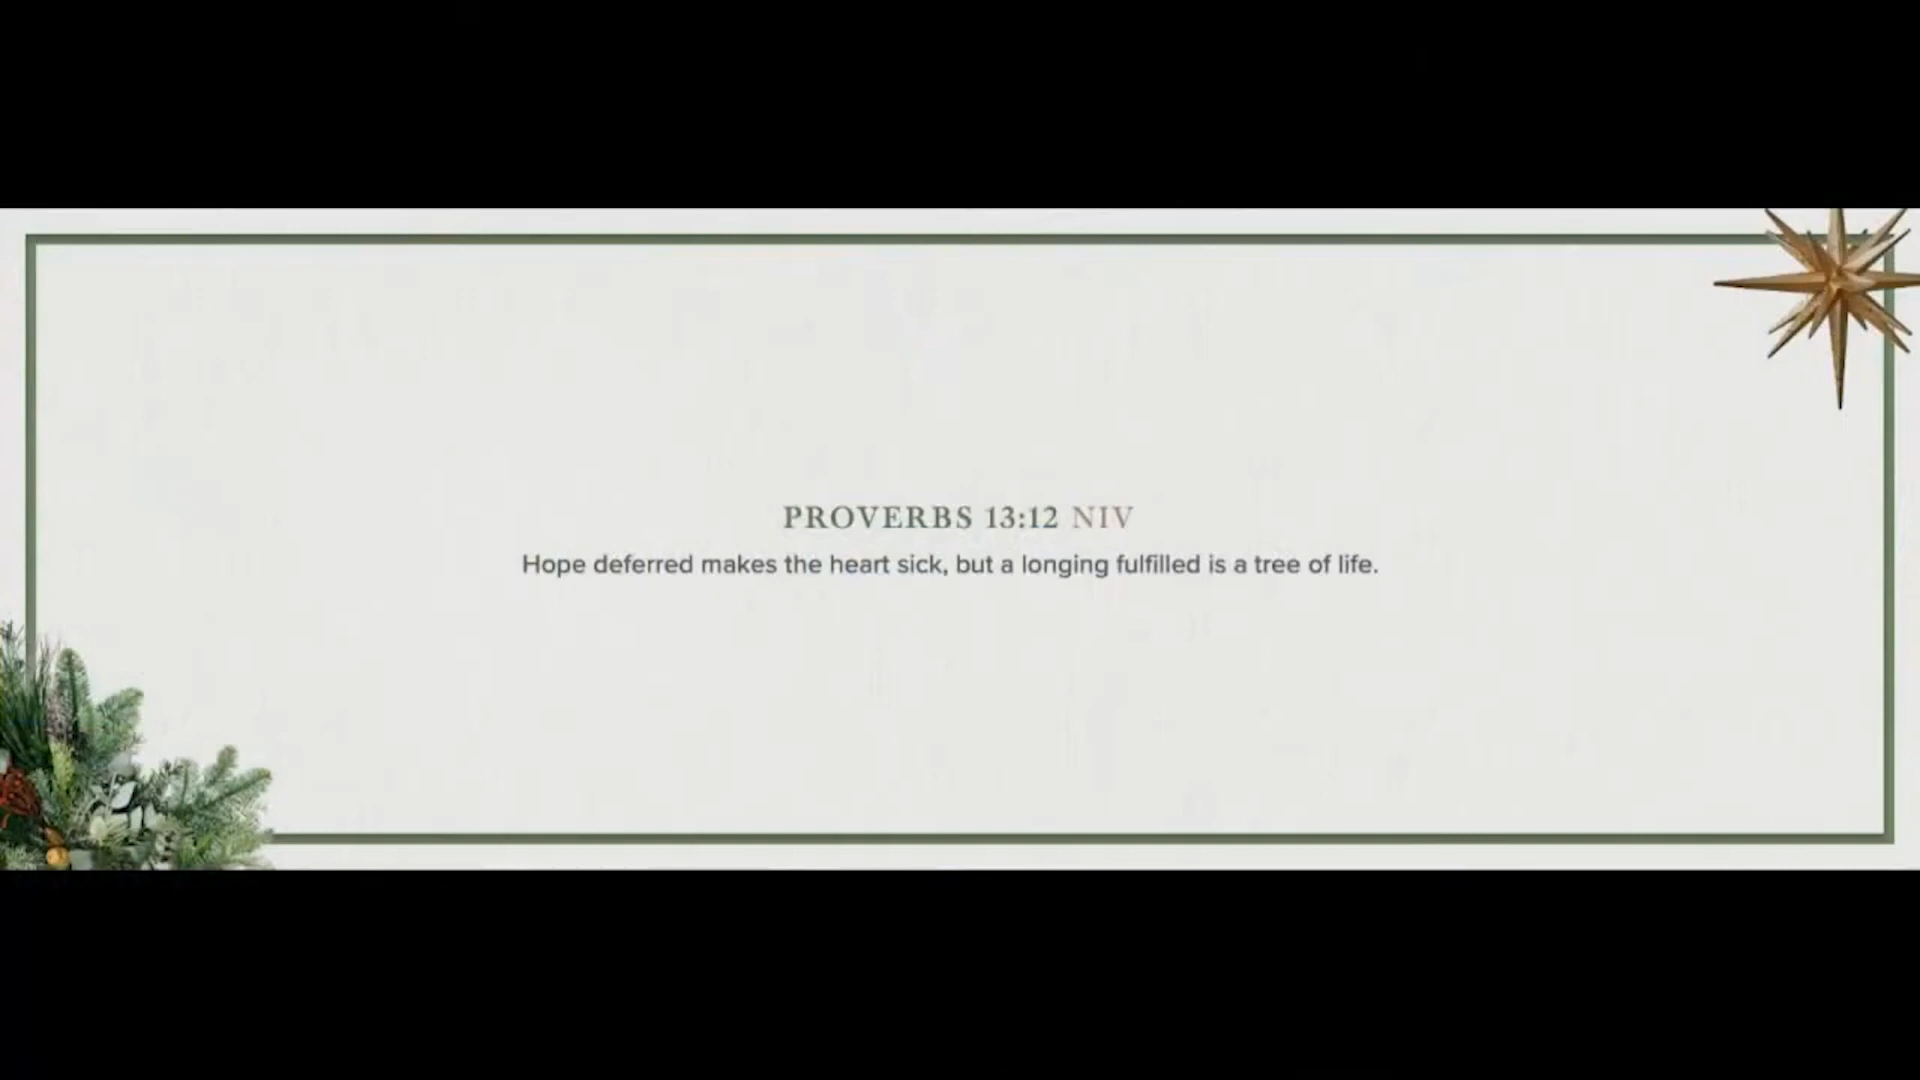 PROVERBS 13:12 NIV
Hope deferred makes the heart sick, but a longing fulfilled is a tree of life.